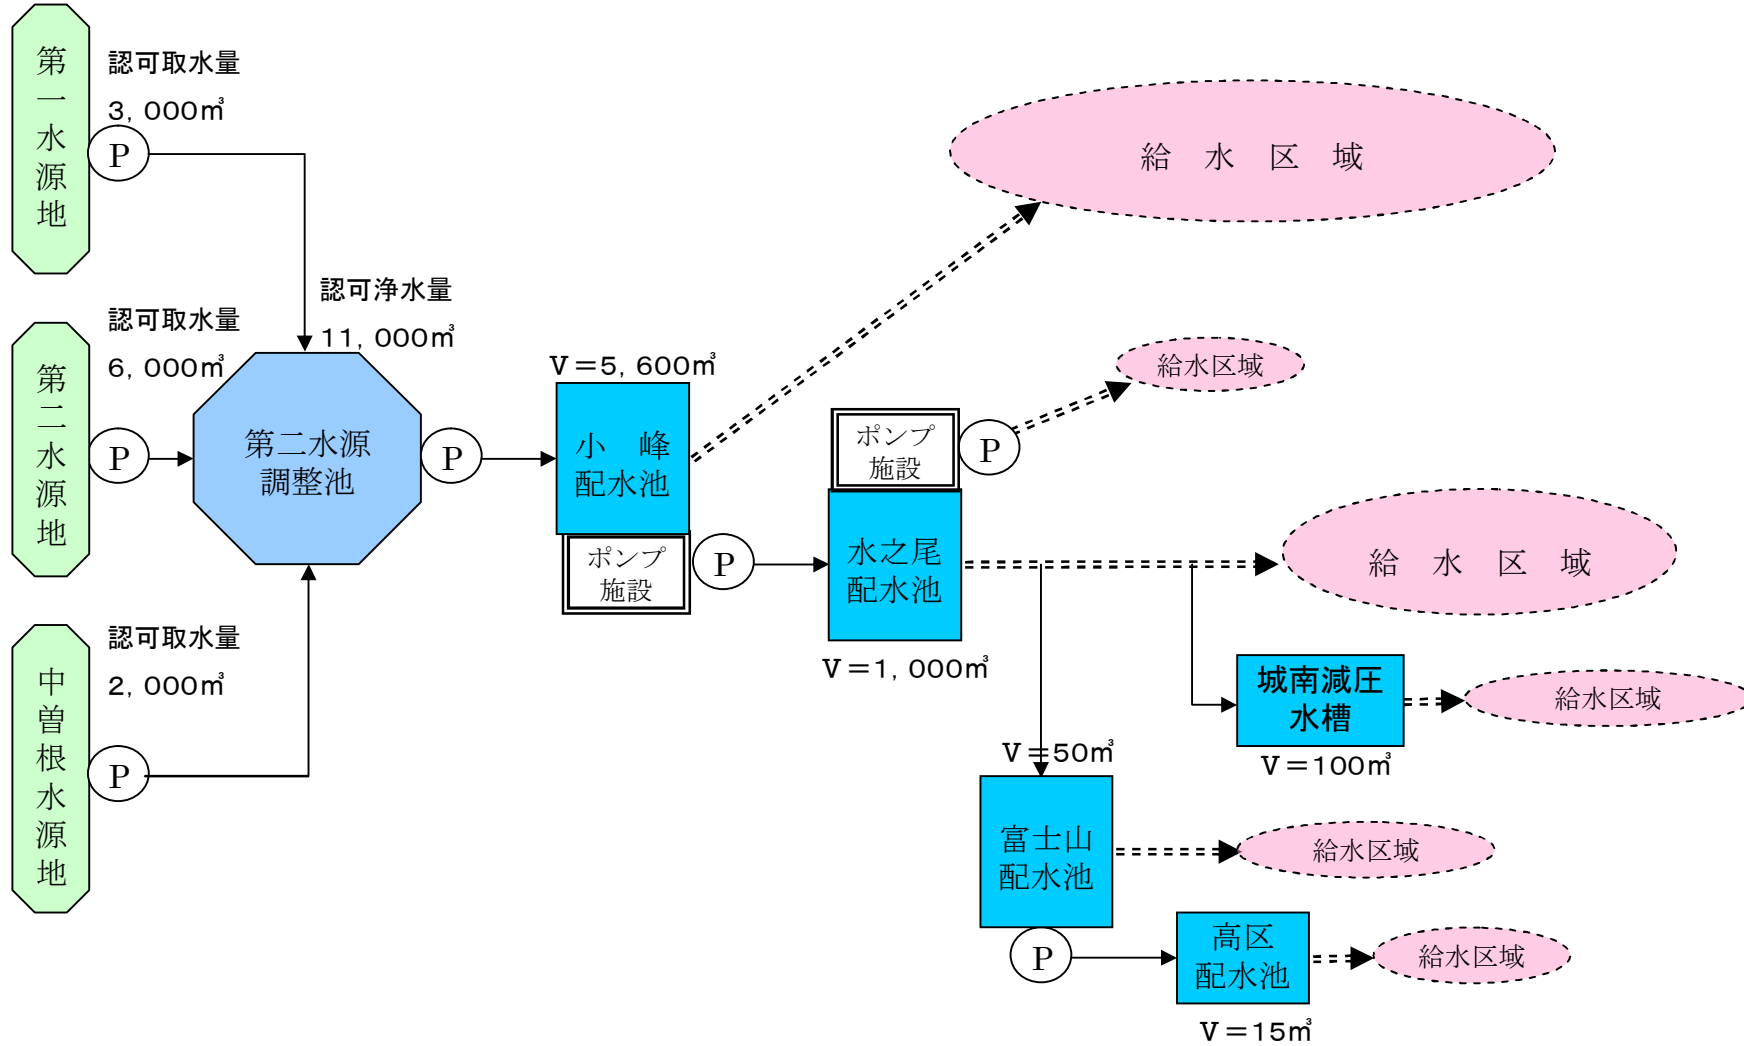 第一水源地
認可取水量
3,000㎥
P
認可浄水量
11,000㎥
認可取水量
6,000㎥
第二水源地
P
第二水源
調整池
P
認可取水量
2,000㎥
中曽根水源地
P
V=5,600㎥
小 峰
配水池
ポンプ
施設
P
給 水 区 域
ポンプ
施設
P
給水区域
水之尾
配水池
V=1,000㎥
給 水 区 域
城南減圧
水槽
V=100㎥
給水区域
V=50㎥
富士山
配水池
給水区域
P
高区
配水池
V=15㎥
給水区域